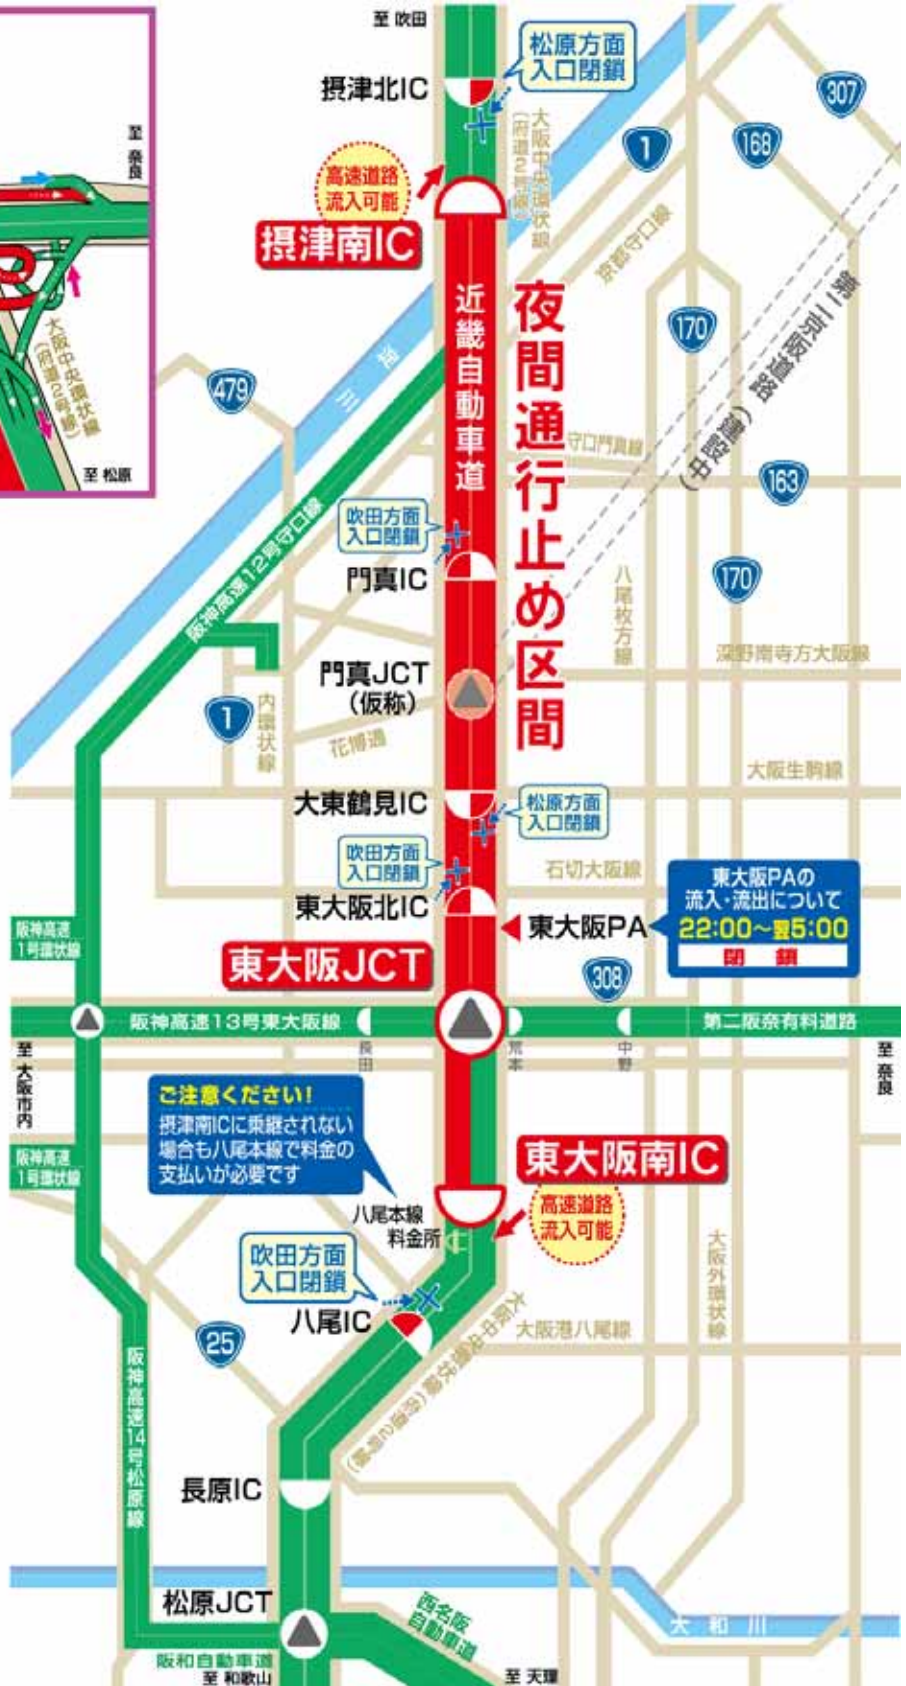 至 吹田
松原方面
入口閉鎖
摂津北IC
307
至 奈良
1
168
大阪中央環状線
(府道2号線)
高速道路
流入可能
摂津南IC
京都守口線
近畿自動車道
夜間通行止め区間
第二京阪道路(建設中)
170
淀川
479
大阪中央環状線
(府道2号線)
至 松原
守口門真線
163
阪神高速12号守口線
吹田方面
入口閉鎖
門真IC
八尾枚方線
170
深野南寺方大阪線
門真JCT
(仮称)
1
内環状線
花博通
大阪生駒線
大東鶴見IC
松原方面
入口閉鎖
吹田方面
入口閉鎖
石切大阪線
東大阪北IC
東大阪PA
東大阪PAの
流入・流出について
22:00〜翌5:00
閉 鎖
阪神高速
1号環状線
東大阪JCT
308
阪神高速13号東大阪線
第二阪奈有料道路
長田
荒本
中野
至 大阪市内
至 奈良
ご注意ください!
摂津南ICに乗継されない
場合も八尾本線で料金の
支払いが必要です
東大阪南IC
阪神高速
1号環状線
高速道路
流入可能
八尾本線
料金所
吹田方面
入口閉鎖
大阪外環状線
八尾IC
大阪港八尾線
大阪中央環状線(府道2号線)
25
阪神高速14号松原線
長原IC
松原JCT
西名阪
自動車道
大和川
阪和自動車道
至 和歌山
至 天理